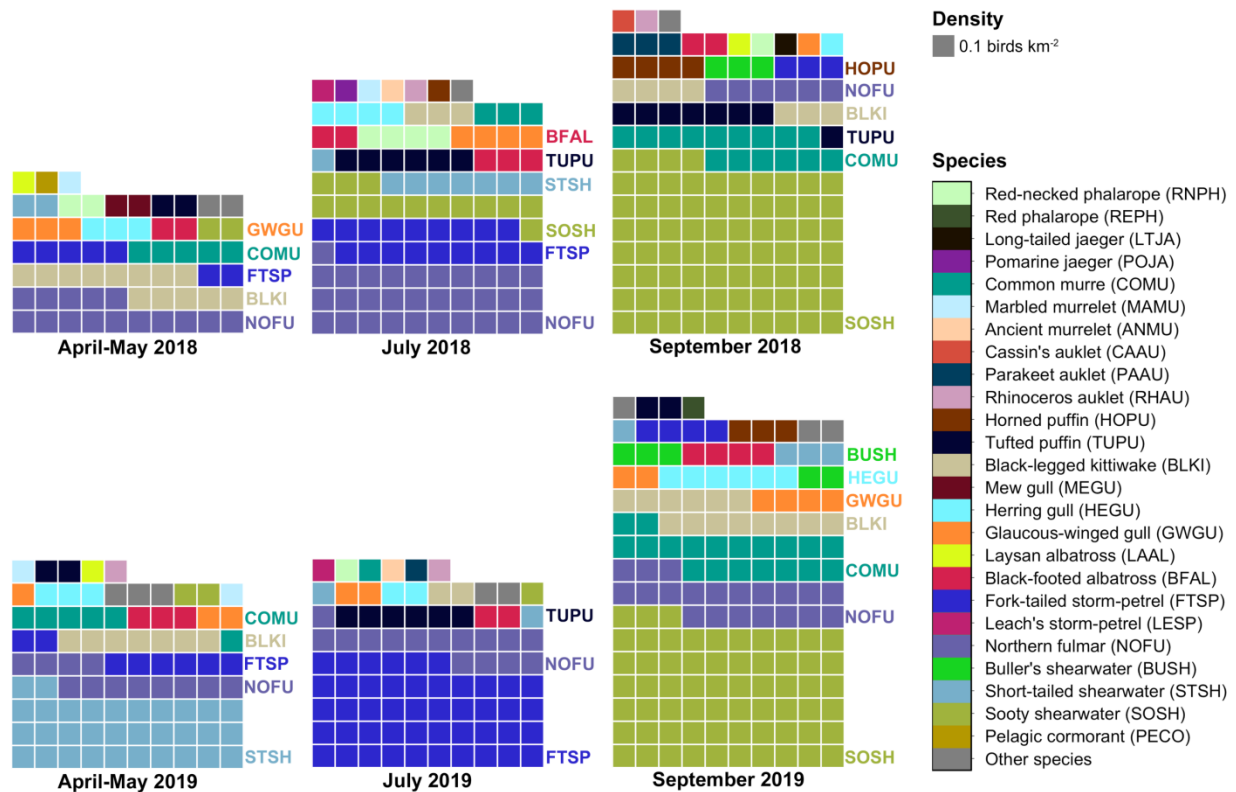 Density
0.1 birds km-2
HOPU
NOFU
BLKI
TUPU
COMU
SOSH
September 2018
BFAL
TUPU
STSH
SOSH
FTSP
NOFU
July 2018
GWGU
COMU
FTSP
BLKI
NOFU
April-May 2018
BUSH
HEGU
GWGU
BLKI
COMU
NOFU
SOSH
September 2019
TUPU
NOFU
FTSP
July 2019
COMU
BLKI
FTSP
NOFU
STSH
April-May 2019
Species
Red-necked phalarope (RNPH)
Red phalarope (REPH)
Long-tailed jaeger (LTJA)
Pomarine jaeger (POJA)
Common murre (COMU)
Marbled murrelet (MAMU)
Ancient murrelet (ANMU)
Cassin's auklet (CAAU)
Parakeet auklet (PAAU)
Rhinoceros auklet (RHAU)
Horned puffin (HOPU)
Tufted puffin (TUPU)
Black-legged kittiwake (BLKI)
Mew gull (MEGU)
Herring gull (HEGU)
Glaucous-winged gull (GWGU)
Laysan albatross (LAAL)
Black-footed albatross (BFAL)
Fork-tailed storm-petrel (FTSP)
Leach's storm-petrel (LESP)
Northern fulmar (NOFU)
Buller's shearwater (BUSH)
Short-tailed shearwater (STSH)
Sooty shearwater (SOSH)
Pelagic cormorant (PECO)
Other species